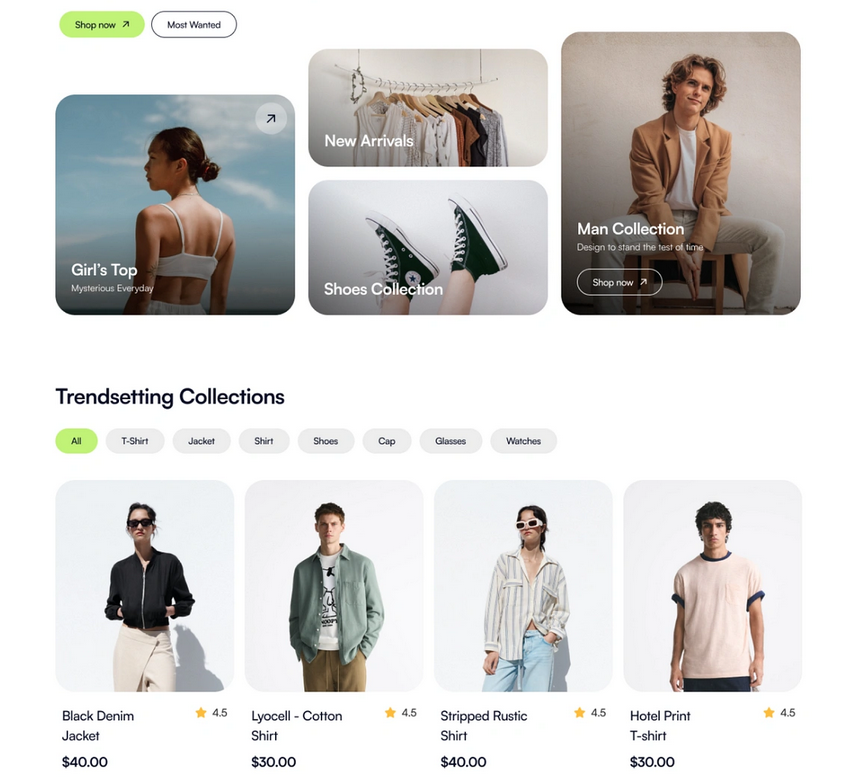 Shop now
Most Wanted
Girl's Top
Mysterious Everyday
New Arrivals
Shoes Collection
Man Collection
Design to stand the test of time
Shop now
Trendsetting Collections
All
T-Shirt
Jacket
Shirt
Shoes
Cap
Glasses
Watches
Black Denim
Jacket
4.5
$40.00
Lyocell - Cotton
Shirt
4.5
$30.00
Stripped Rustic
Shirt
4.5
$40.00
Hotel Print
T-shirt
4.5
$30.00